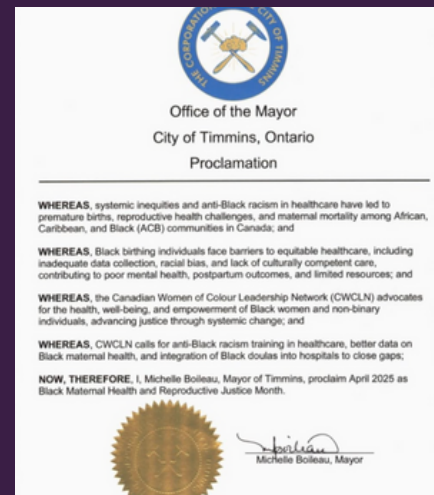 THE CORPORATION CITY OF TIMMINS
Office of the Mayor
City of Timmins, Ontario
Proclamation
WHEREAS, systemic inequities and anti-Black racism in healthcare have led to
premature births, reproductive health challenges, and maternal mortality among African,
Caribbean, and Black (ACB) communities in Canada; and
WHEREAS, Black birthing individuals face barriers to equitable healthcare, including
inadequate data collection, racial bias, and lack of culturally competent care,
contributing to poor mental health, postpartum outcomes, and limited resources; and
WHEREAS, the Canadian Women of Colour Leadership Network (CWCLN) advocates
for the health, well-being, and empowerment of Black women and non-binary
individuals, advancing justice through systemic change; and
WHEREAS, CWCLN calls for anti-Black racism training in healthcare, better data on
Black maternal health, and integration of Black doulas into hospitals to close gaps;
NOW, THEREFORE, I, Michelle Boileau, Mayor of Timmins, proclaim April 2025 as
Black Maternal Health and Reproductive Justice Month.
Michelle Boileau, Mayor